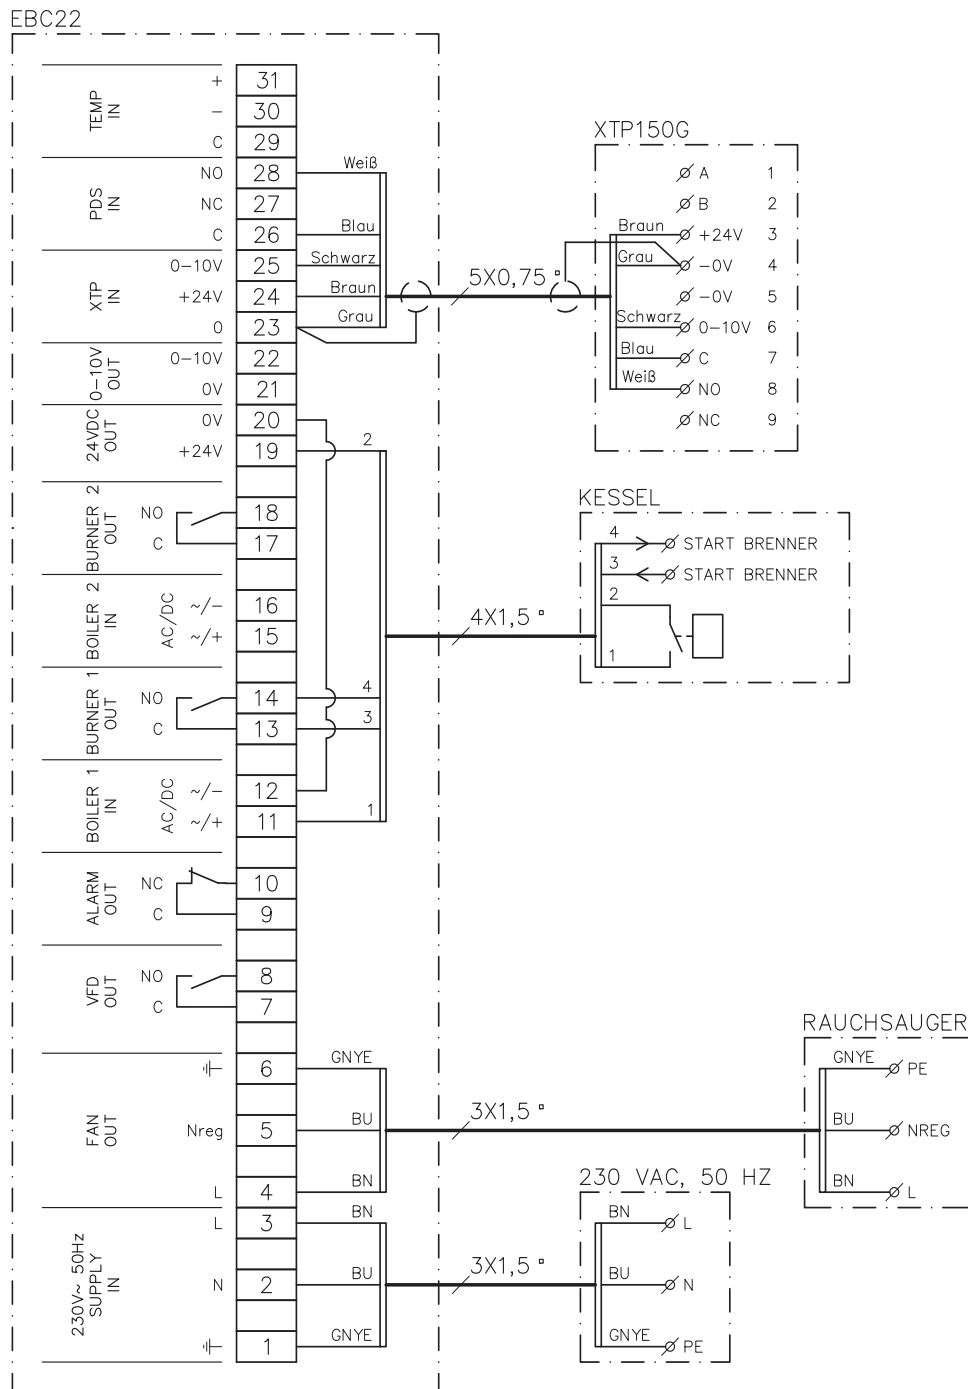 EBC22
TEMP
IN
+ 31
− 30
C 29
PDS
IN
NO 28 Weiß
NC 27
C 26 Blau
XTP
IN
0−10V 25 Schwarz
+24V 24 Braun
0 23 Grau
5X0,75 ▫
0−10V
OUT
0−10V 22
0V 21
24VDC
OUT
0V 20
+24V 19 2
BURNER 2
OUT
NO 18
C 17
BOILER 2
IN
AC/DC
~/− 16
~/+ 15
4X1,5 ▫
BURNER 1
OUT
NO 14 4
C 13 3
BOILER 1
IN
AC/DC
~/− 12
~/+ 11 1
ALARM
OUT
NC 10
C 9
VFD
OUT
NO 8
C 7
FAN
OUT
6 GNYE
Nreg 5 BU
L 4 BN
3X1,5 ▫
230V~ 50Hz
SUPPLY
IN
L 3 BN
N 2 BU
1 GNYE
3X1,5 ▫
XTP150G
A 1
B 2
Braun +24V 3
Grau −0V 4
−0V 5
Schwarz 0−10V 6
Blau C 7
Weiß NO 8
NC 9
KESSEL
4 START BRENNER
3 START BRENNER
2
1
RAUCHSAUGER
GNYE PE
BU NREG
BN L
230 VAC, 50 HZ
BN L
BU N
GNYE PE